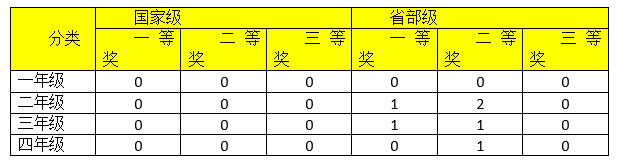 分类 国家级 省部级
一等奖 二等奖 三等奖 一等奖 二等奖 三等奖
一年级 0 0 0 0 0 0
二年级 0 0 0 1 2 0
三年级 0 0 0 1 1 0
四年级 0 0 0 0 1 0